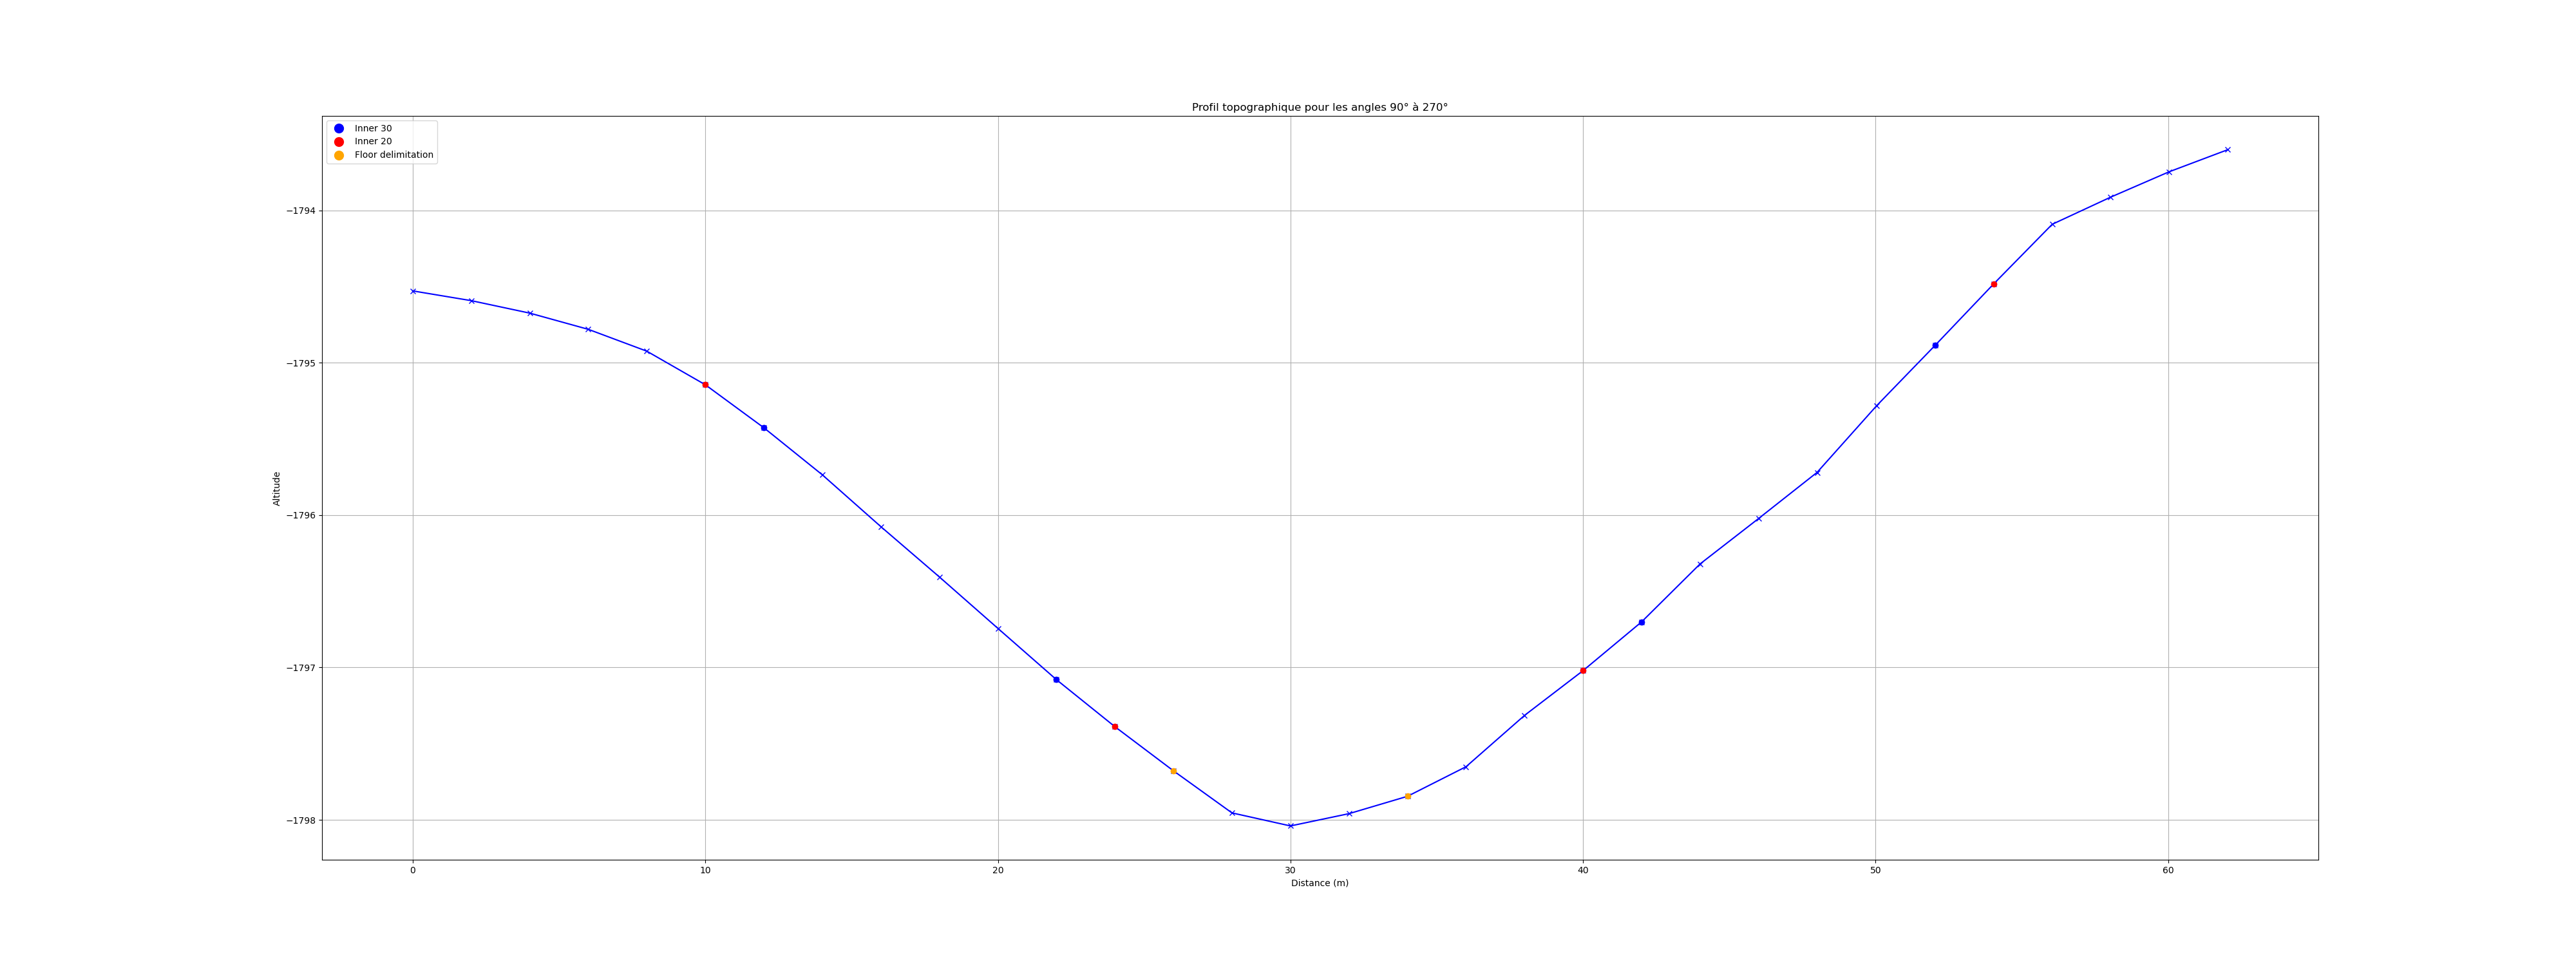 Profil topographique pour les angles 90° à 270°
Inner 30
Inner 20
Floor delimitation
Altitude
−1794
−1795
−1796
−1797
−1798
0 10 20 30 40 50 60
Distance (m)